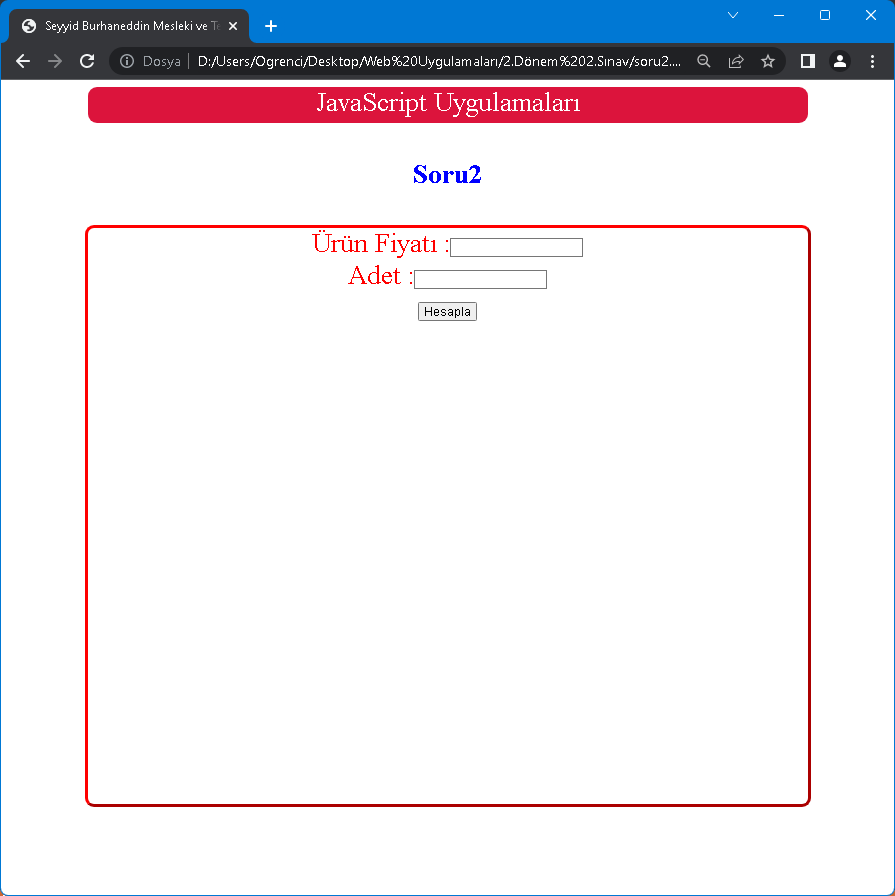 Seyyid Burhaneddin Mesleki ve Te
Dosya D:/Users/Ogrenci/Desktop/Web%20Uygulamaları/2.Dönem%202.Sınav/soru2....
JavaScript Uygulamaları
Soru2
Ürün Fiyatı :
Adet :
Hesapla